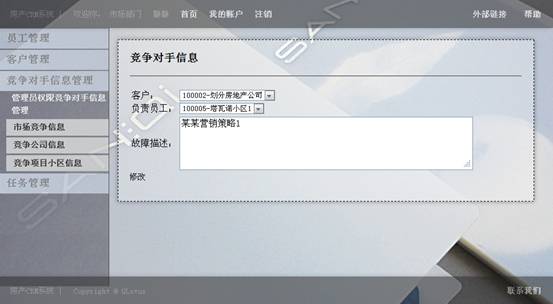 房产CRM系统 | 欢迎你， 市场部门 首页 我的账户 注销 外部链接 帮助
员工管理
客户管理
竞争对手信息管理
管理员权限竞争对手信息
管理
市场竞争信息
竞争公司信息
竞争项目小区信息
任务管理
竞争对手信息
客户： 100002-划分房地产公司
负责员工： 100005-塔瓦诺小区1
故障描述： 某某营销策略1
修改
房产CRM系统 | Copyright @ QLotus 联系我们